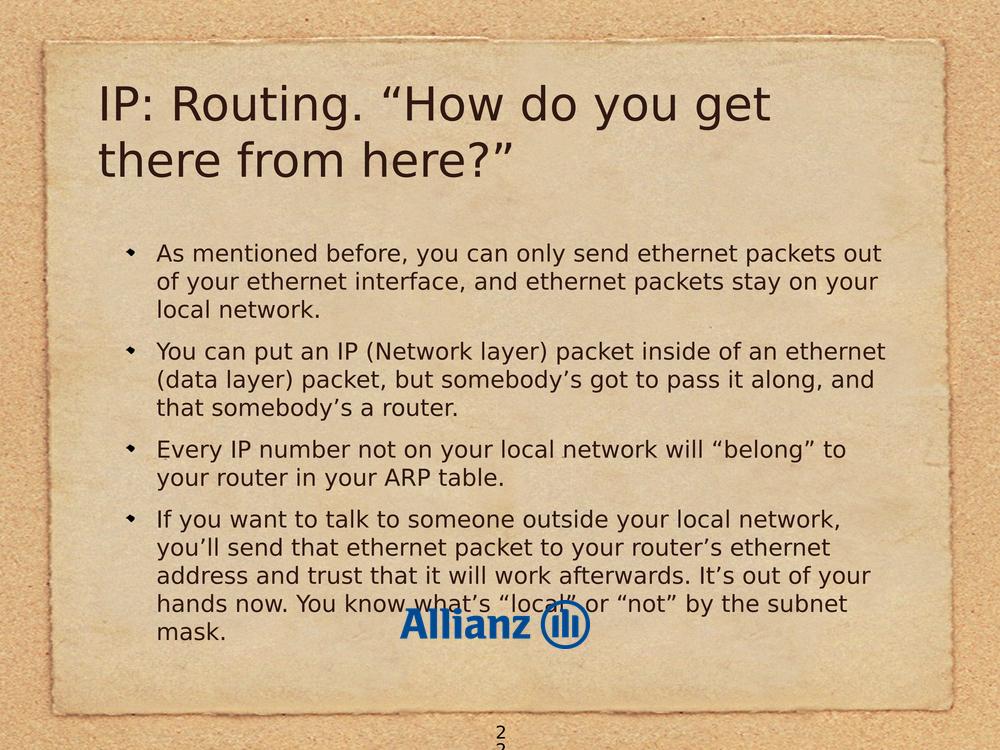 IP: Routing. “How do you get
there from here?”
As mentioned before, you can only send ethernet packets out
of your ethernet interface, and ethernet packets stay on your
local network.
You can put an IP (Network layer) packet inside of an ethernet
(data layer) packet, but somebody’s got to pass it along, and
that somebody’s a router.
Every IP number not on your local network will “belong” to
your router in your ARP table.
If you want to talk to someone outside your local network,
you’ll send that ethernet packet to your router’s ethernet
address and trust that it will work afterwards. It’s out of your
hands now. You know what’s “local” or “not” by the subnet
mask.
Allianz
2
2